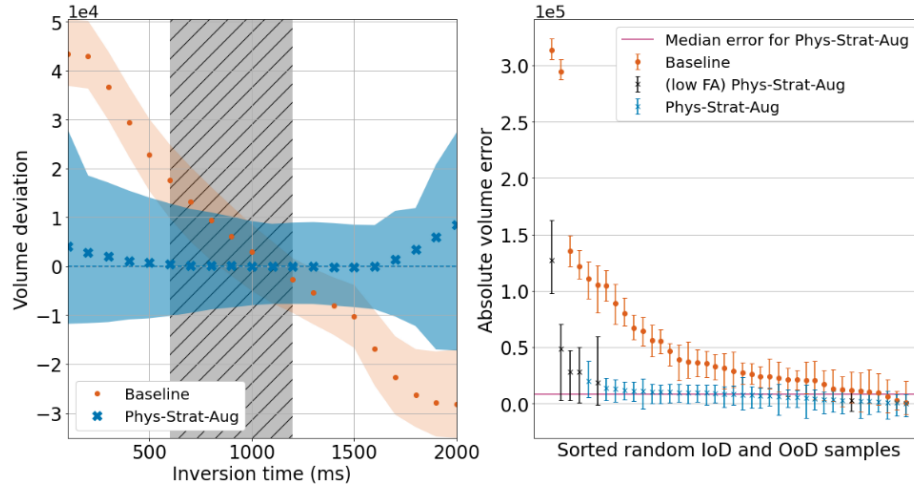 1e4
5
4
3
2
1
0
−1
−2
−3
Volume deviation
Baseline
Phys-Strat-Aug
500
1000
1500
2000
Inversion time (ms)
1e5
3.0
2.5
2.0
1.5
1.0
0.5
0.0
Absolute volume error
Median error for Phys-Strat-Aug
Baseline
(low FA) Phys-Strat-Aug
Phys-Strat-Aug
Sorted random IoD and OoD samples